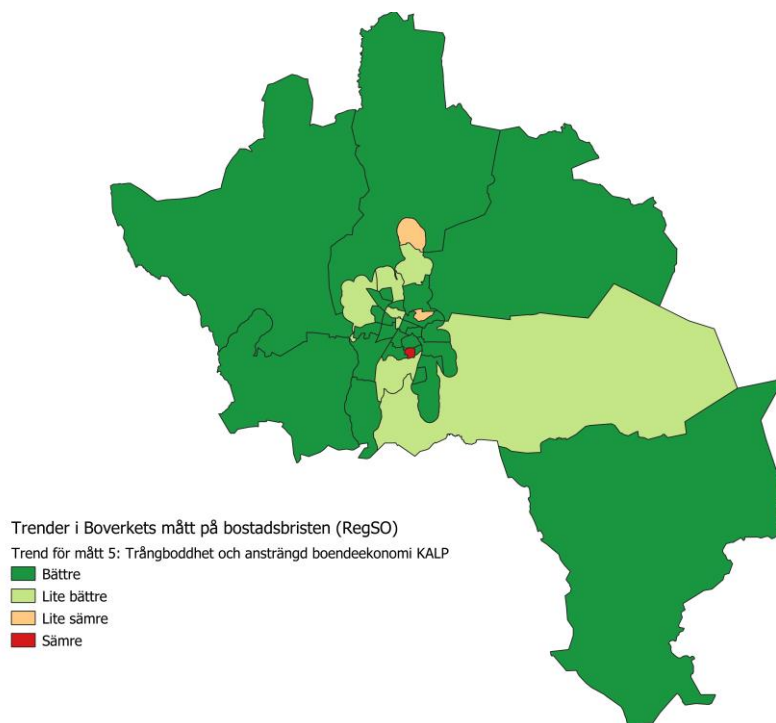 Trender i Boverkets mått på bostadsbristen (RegSO)
Trend för mått 5: Trångboddhet och ansträngd boendeekonomi KALP
Bättre
Lite bättre
Lite sämre
Sämre